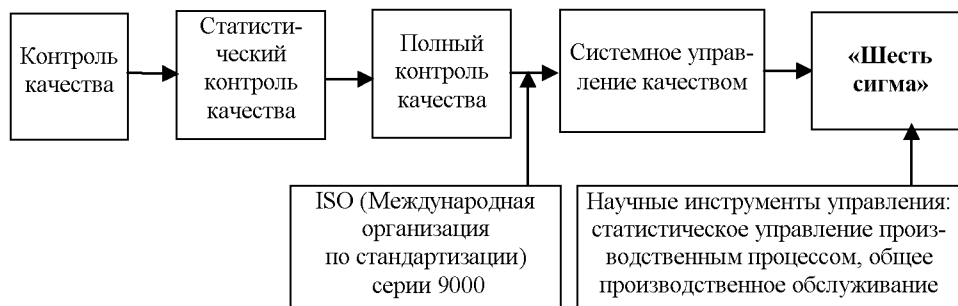 Контроль
качества
Статисти-
ческий
контроль
качества
Полный
контроль
качества
Системное управ-
ление качеством
«Шесть
сигма»
ISO (Международная
организация
по стандартизации)
серии 9000
Научные инструменты управления:
статистическое управление произ-
водственным процессом, общее
производственное обслуживание